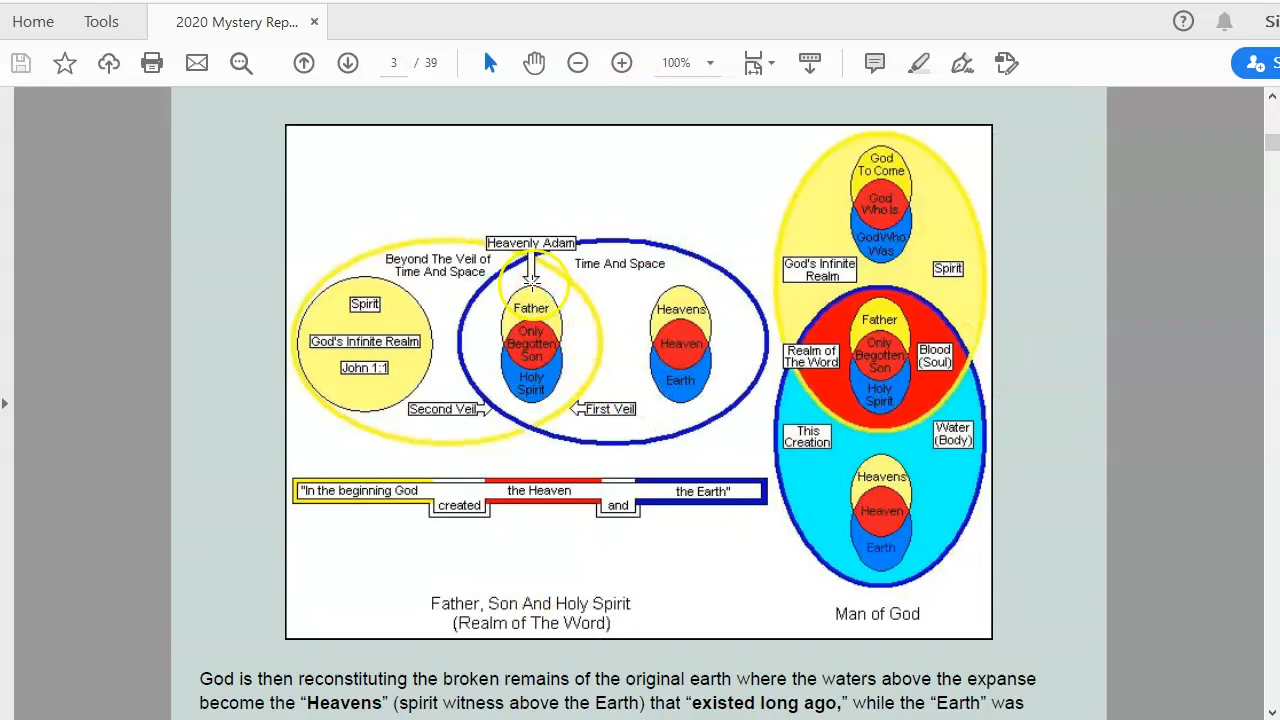 Home
Tools
2020 Mystery Rep...
×
3 / 39
100%
God
To Come
God
Who Is
God Who
Was
God's Infinite
Realm
Spirit
Heavenly Adam
Beyond The Veil of
Time And Space
Time And Space
Spirit
God's Infinite Realm
John 1:1
Father
Only
Begotten
Son
Holy
Spirit
Heavens
Heaven
Earth
Second Veil
First Veil
Father
Only
Begotten
Son
Holy
Spirit
Realm of
The Word
Blood
(Soul)
This
Creation
Water
(Body)
Heavens
Heaven
Earth
"In the beginning God
created
the Heaven
and
the Earth"
Father, Son And Holy Spirit
(Realm of The Word)
Man of God
God is then reconstituting the broken remains of the original earth where the waters above the expanse
become the “Heavens” (spirit witness above the Earth) that “existed long ago,” while the “Earth” was